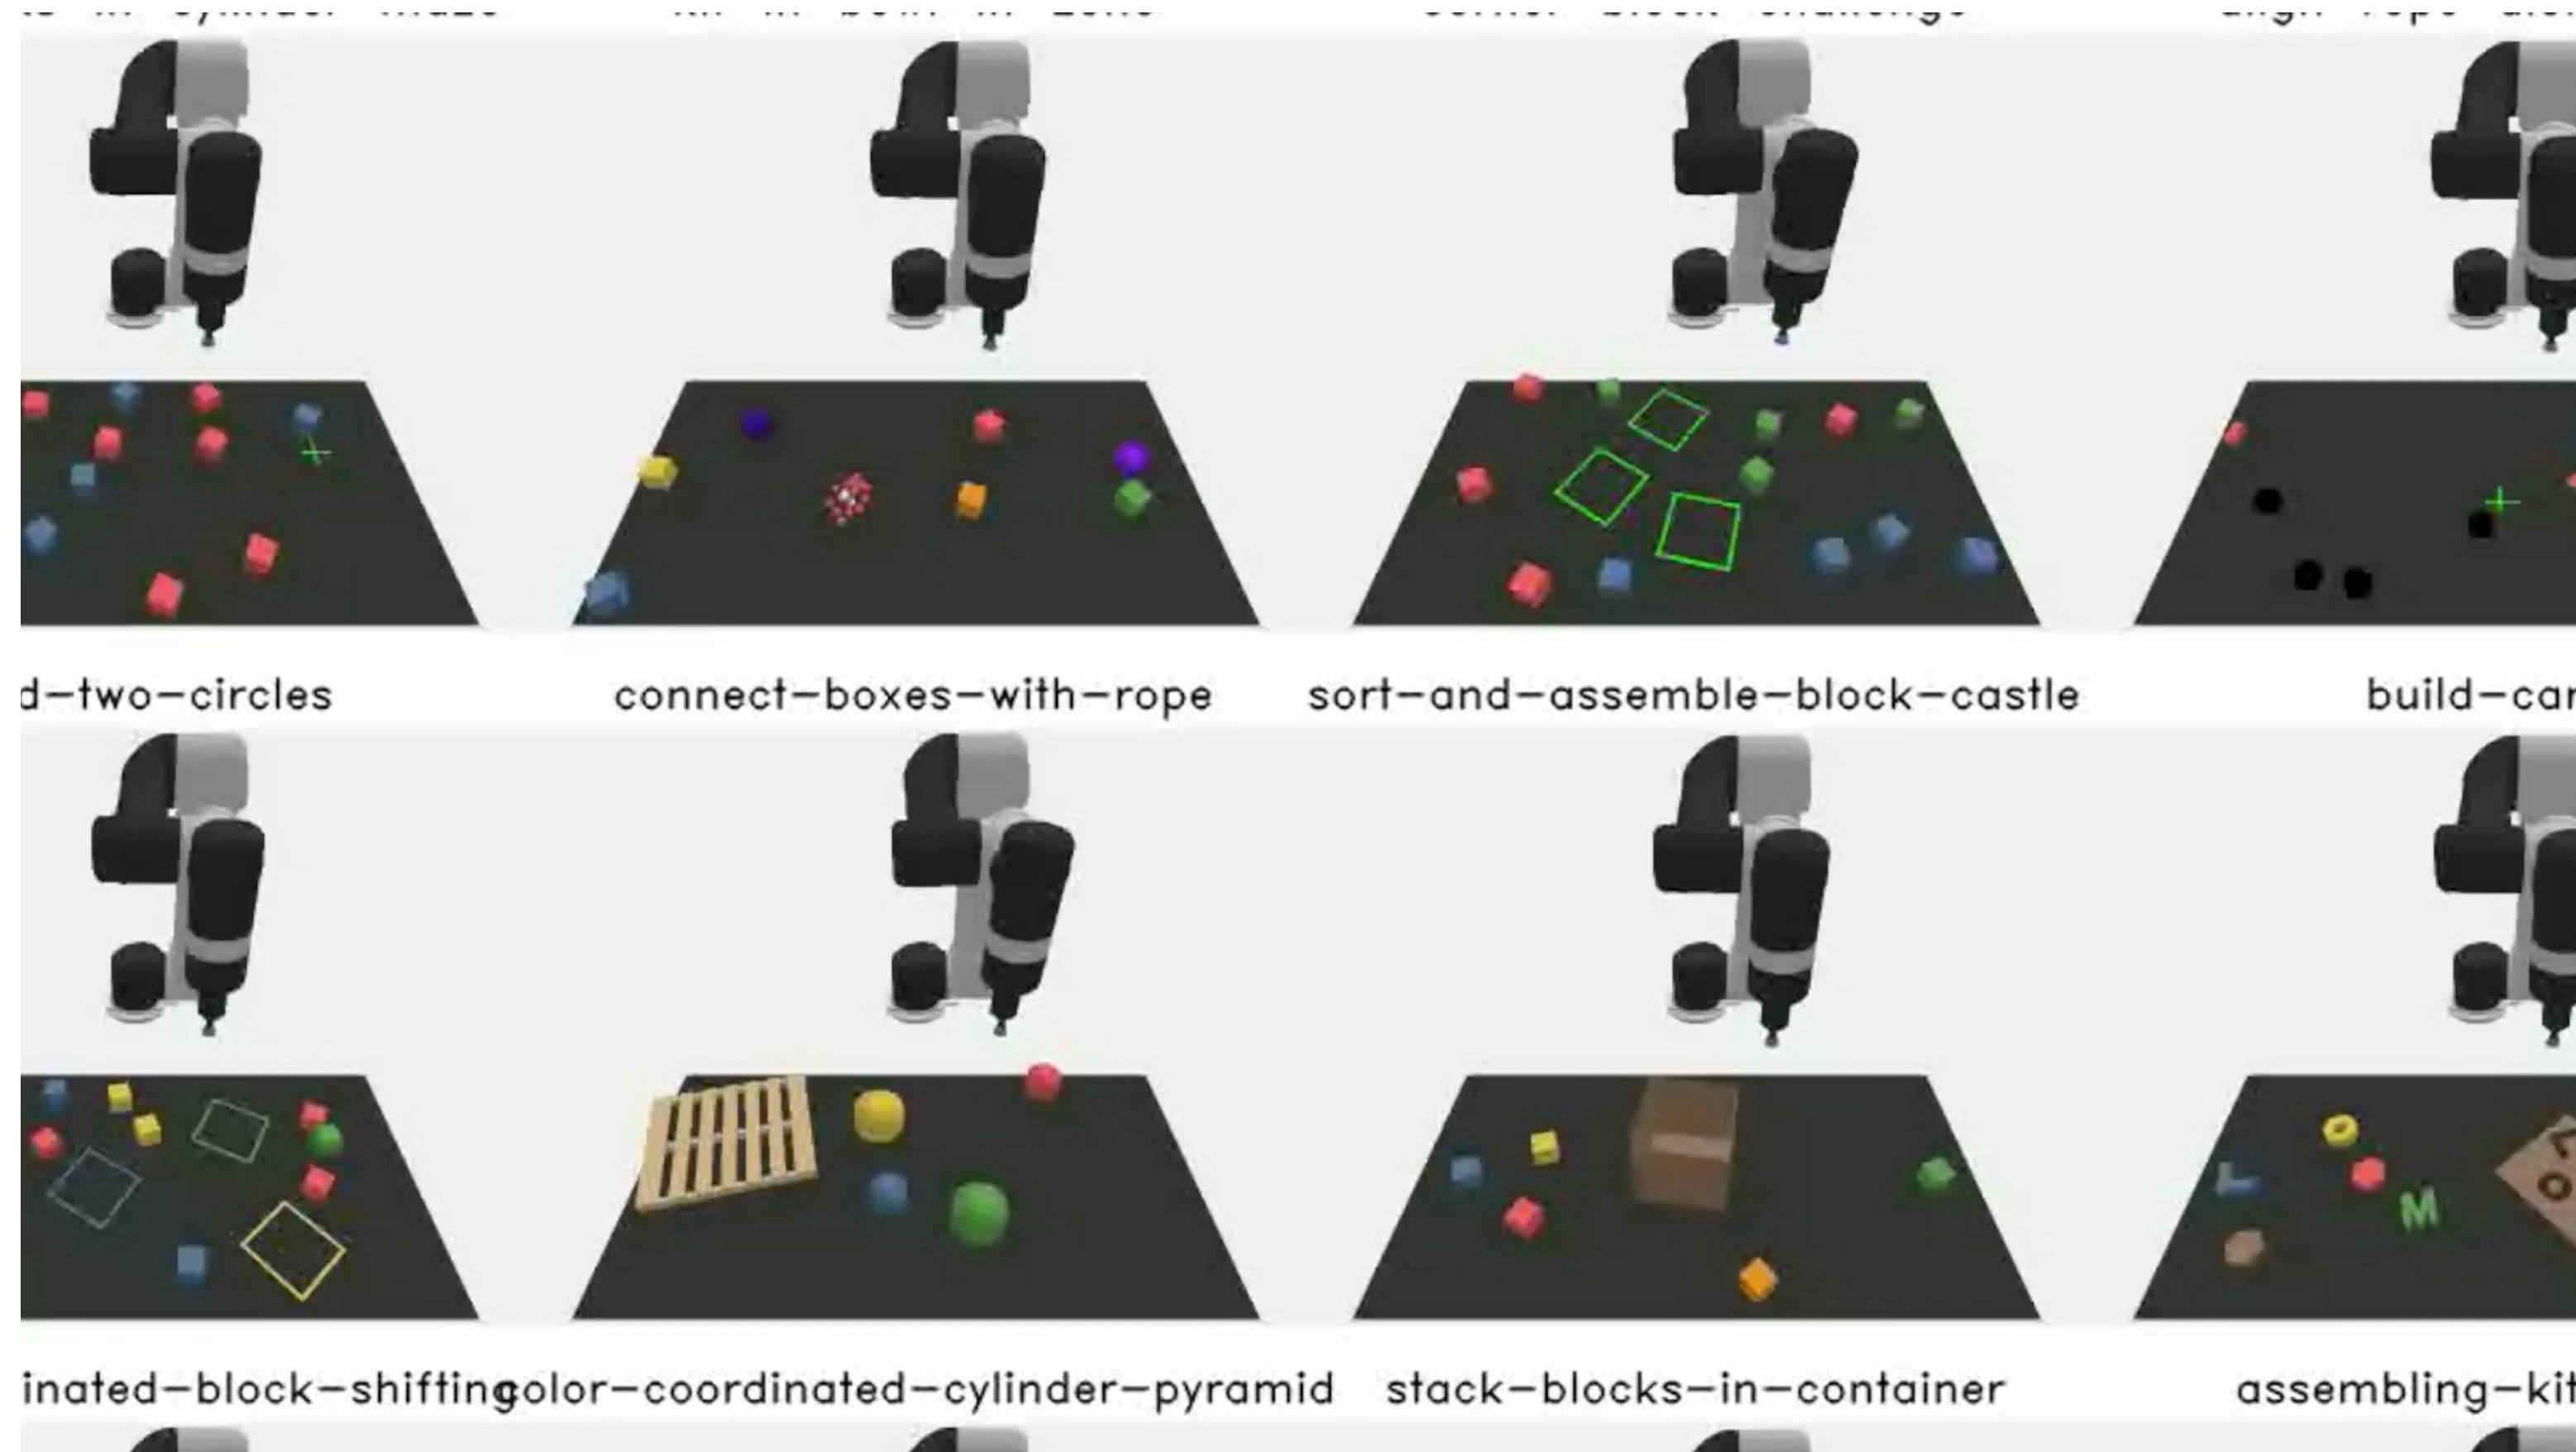 d-two-circles
connect-boxes-with-rope
sort-and-assemble-block-castle
build-car
inated-block-shifting
color-coordinated-cylinder-pyramid
stack-blocks-in-container
assembling-kit
M